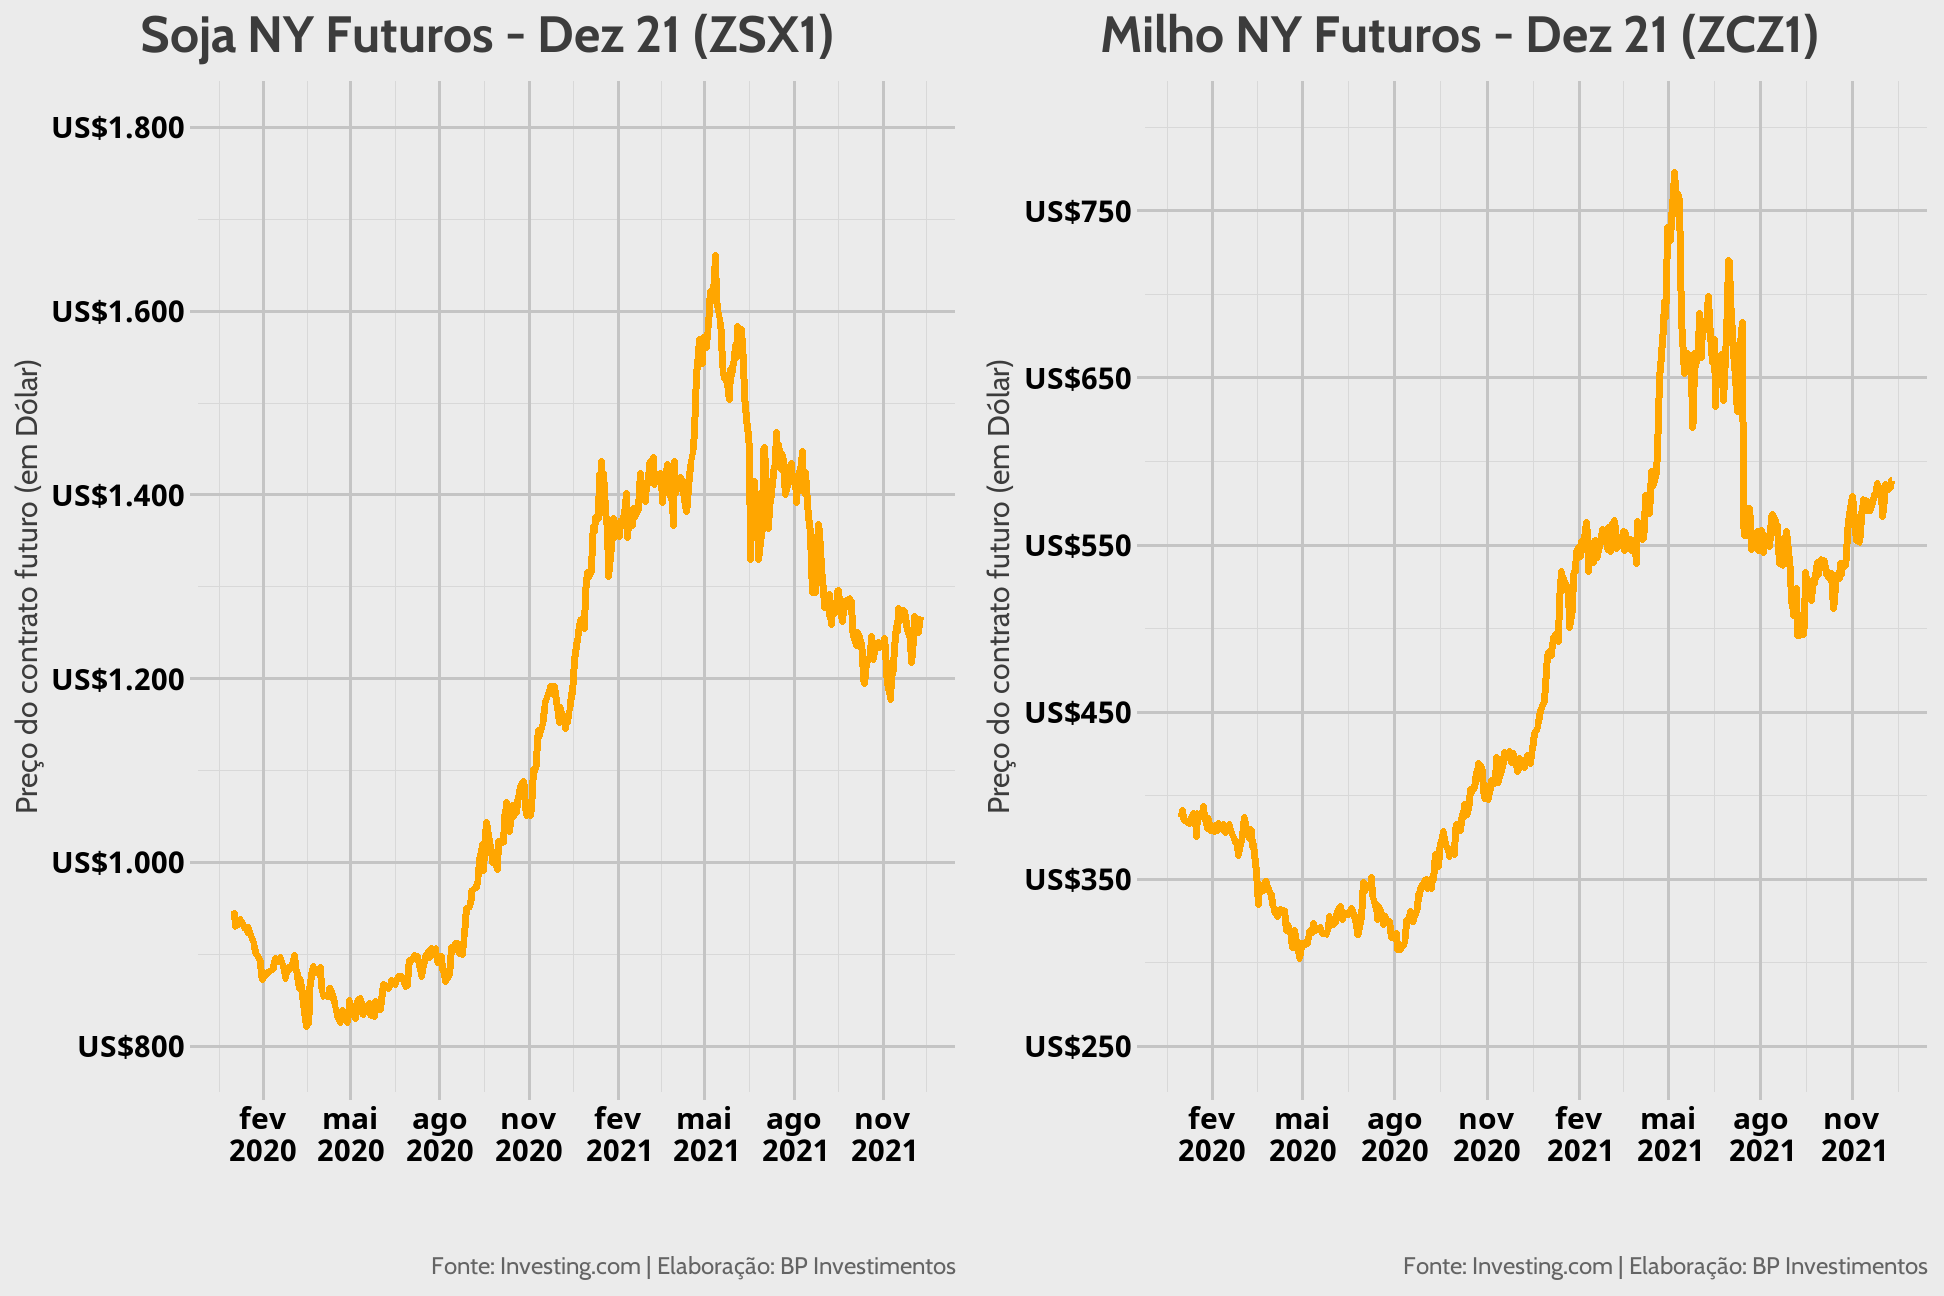 Soja NY Futuros - Dez 21 (ZSX1)
Preço do contrato futuro (em Dólar)
US$1.800
US$1.600
US$1.400
US$1.200
US$1.000
US$800
fev 2020
mai 2020
ago 2020
nov 2020
fev 2021
mai 2021
ago 2021
nov 2021
Fonte: Investing.com | Elaboração: BP Investimentos
Milho NY Futuros - Dez 21 (ZCZ1)
Preço do contrato futuro (em Dólar)
US$750
US$650
US$550
US$450
US$350
US$250
fev 2020
mai 2020
ago 2020
nov 2020
fev 2021
mai 2021
ago 2021
nov 2021
Fonte: Investing.com | Elaboração: BP Investimentos